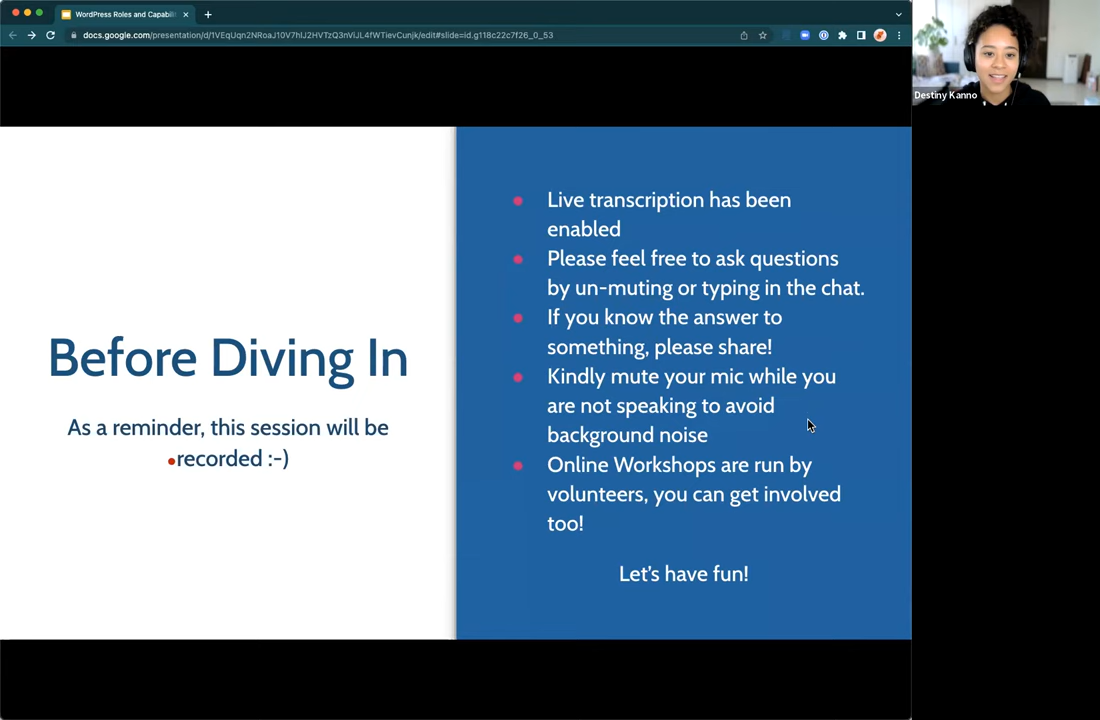 WordPress Roles and Capabili
docs.google.com/presentation/d/1VEqUqn2NRoaJ10V7hIJ2HVTzQ3nViJL4fWTievCunjk/edit#slide=id.g118c22c7f26_0_53
Destiny Kanno
Before Diving In
As a reminder, this session will be
recorded :-)
Live transcription has been
enabled
Please feel free to ask questions
by un-muting or typing in the chat.
If you know the answer to
something, please share!
Kindly mute your mic while you
are not speaking to avoid
background noise
Online Workshops are run by
volunteers, you can get involved
too!
Let's have fun!